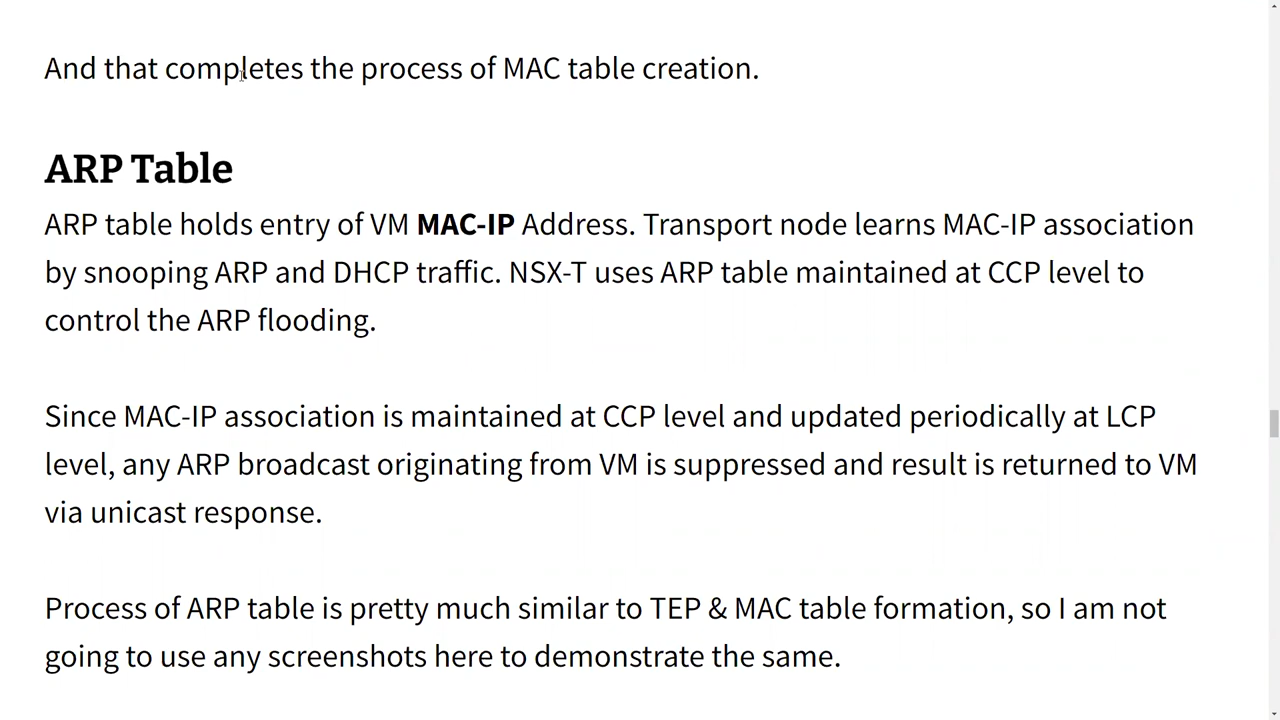 And that completes the process of MAC table creation.
ARP Table
ARP table holds entry of VM MAC-IP Address. Transport node learns MAC-IP association
by snooping ARP and DHCP traffic. NSX-T uses ARP table maintained at CCP level to
control the ARP flooding.
Since MAC-IP association is maintained at CCP level and updated periodically at LCP
level, any ARP broadcast originating from VM is suppressed and result is returned to VM
via unicast response.
Process of ARP table is pretty much similar to TEP & MAC table formation, so I am not
going to use any screenshots here to demonstrate the same.